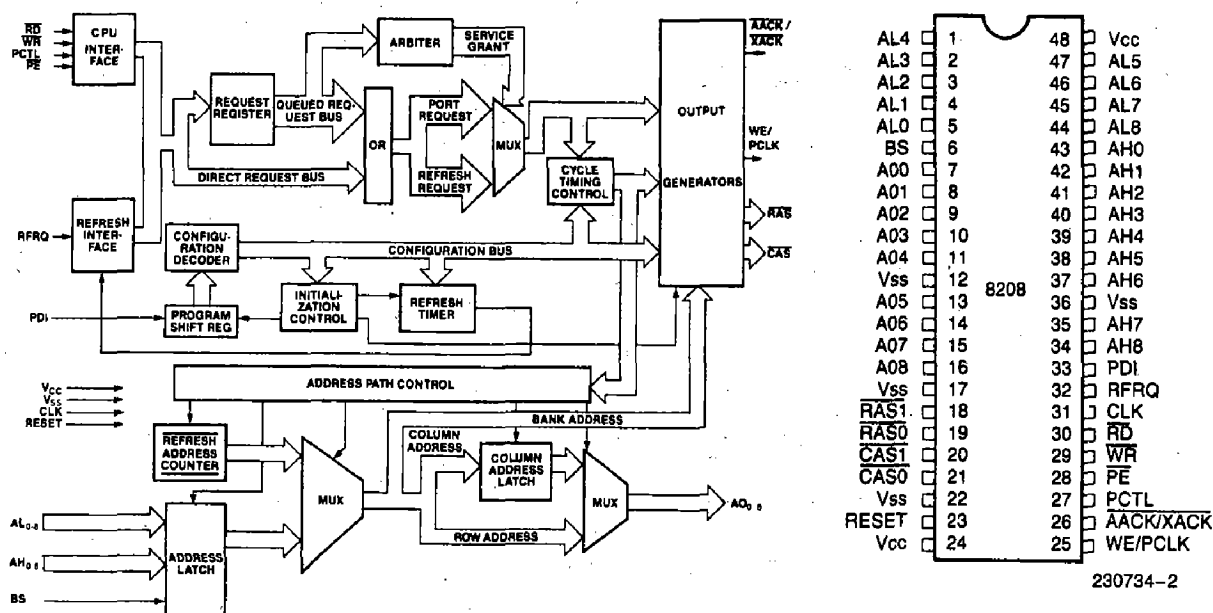 RD
WR
PCTL
PE
CPU
INTER-
FACE
ARBITER
SERVICE
GRANT
REQUEST
REGISTER
QUEUED REQ-
UEST BUS
OR
PORT
REQUEST
REFRESH
REQUEST
MUX
DIRECT REQUEST BUS
CYCLE
TIMING
CONTROL
OUTPUT
GENERATORS
AACK /
XACK
WE/
PCLK
RAS
CAS
RFRQ
REFRESH
INTER-
FACE
CONFIGU-
RATION
DECODER
CONFIGURATION BUS
PDI
PROGRAM
SHIFT REG.
INITIALI-
ZATION
CONTROL
REFRESH
TIMER
VCC
VSS
CLK
RESET
ADDRESS PATH CONTROL
BANK ADDRESS
REFRESH
ADDRESS
COUNTER
MUX
COLUMN
ADDRESS
COLUMN
ADDRESS
LATCH
MUX
ROW ADDRESS
AO0-8
AL0-8
AH0-8
BS
ADDRESS
LATCH
AL4 1 48 Vcc
AL3 2 47 AL5
AL2 3 46 AL6
AL1 4 45 AL7
AL0 5 44 AL8
BS 6 43 AH0
A00 7 42 AH1
A01 8 41 AH2
A02 9 40 AH3
A03 10 39 AH4
A04 11 38 AH5
Vss 12 37 AH6
8208
A05 13 36 Vss
A06 14 35 AH7
A07 15 34 AH8
A08 16 33 PDI
Vss 17 32 RFRQ
RAS1 18 31 CLK
RAS0 19 30 RD
CAS1 20 29 WR
CAS0 21 28 PE
Vss 22 27 PCTL
RESET 23 26 AACK/XACK
Vcc 24 25 WE/PCLK
230734-2